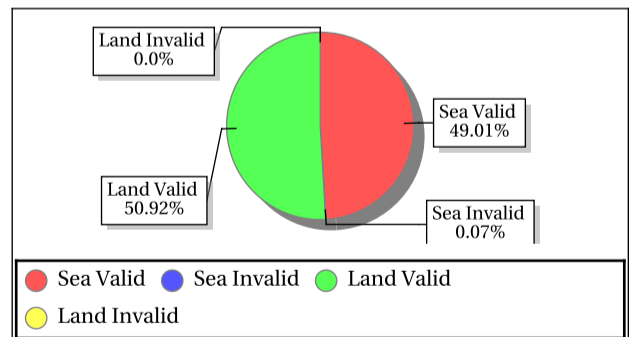 Land Invalid
0.0%
Sea Valid
49.01%
Land Valid
50.92%
Sea Invalid
0.07%
Sea Valid Sea Invalid Land Valid
Land Invalid